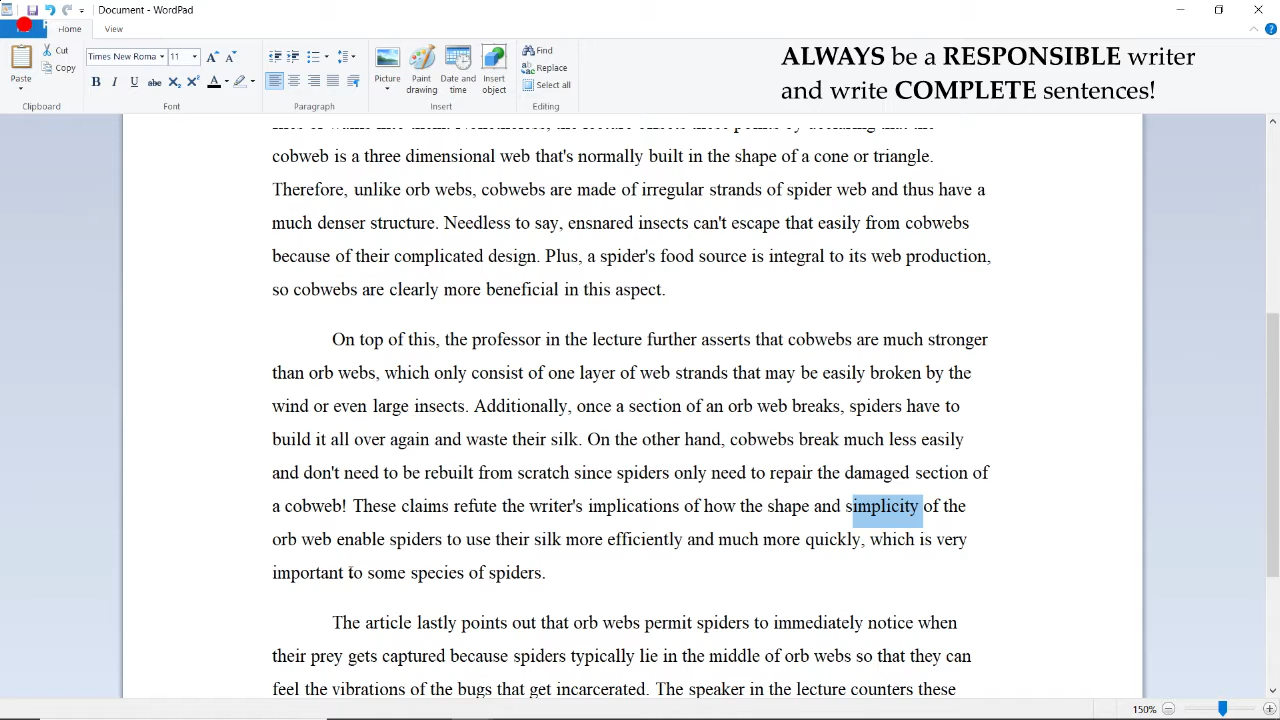 Document - WordPad
Home
View
ALWAYS be a RESPONSIBLE writer
and write COMPLETE sentences!
Paste
Cut
Copy
Clipboard
Times New Roma
11
Font
Paragraph
Picture
Paint drawing
Date and time
Insert object
Insert
Find
Replace
Select all
Editing
cobweb is a three dimensional web that's normally built in the shape of a cone or triangle.
Therefore, unlike orb webs, cobwebs are made of irregular strands of spider web and thus have a
much denser structure. Needless to say, ensnared insects can't escape that easily from cobwebs
because of their complicated design. Plus, a spider's food source is integral to its web production,
so cobwebs are clearly more beneficial in this aspect.
On top of this, the professor in the lecture further asserts that cobwebs are much stronger
than orb webs, which only consist of one layer of web strands that may be easily broken by the
wind or even large insects. Additionally, once a section of an orb web breaks, spiders have to
build it all over again and waste their silk. On the other hand, cobwebs break much less easily
and don't need to be rebuilt from scratch since spiders only need to repair the damaged section of
a cobweb! These claims refute the writer's implications of how the shape and simplicity of the
orb web enable spiders to use their silk more efficiently and much more quickly, which is very
important to some species of spiders.
The article lastly points out that orb webs permit spiders to immediately notice when
their prey gets captured because spiders typically lie in the middle of orb webs so that they can
feel the vibrations of the bugs that get incarcerated. The speaker in the lecture counters these
150%